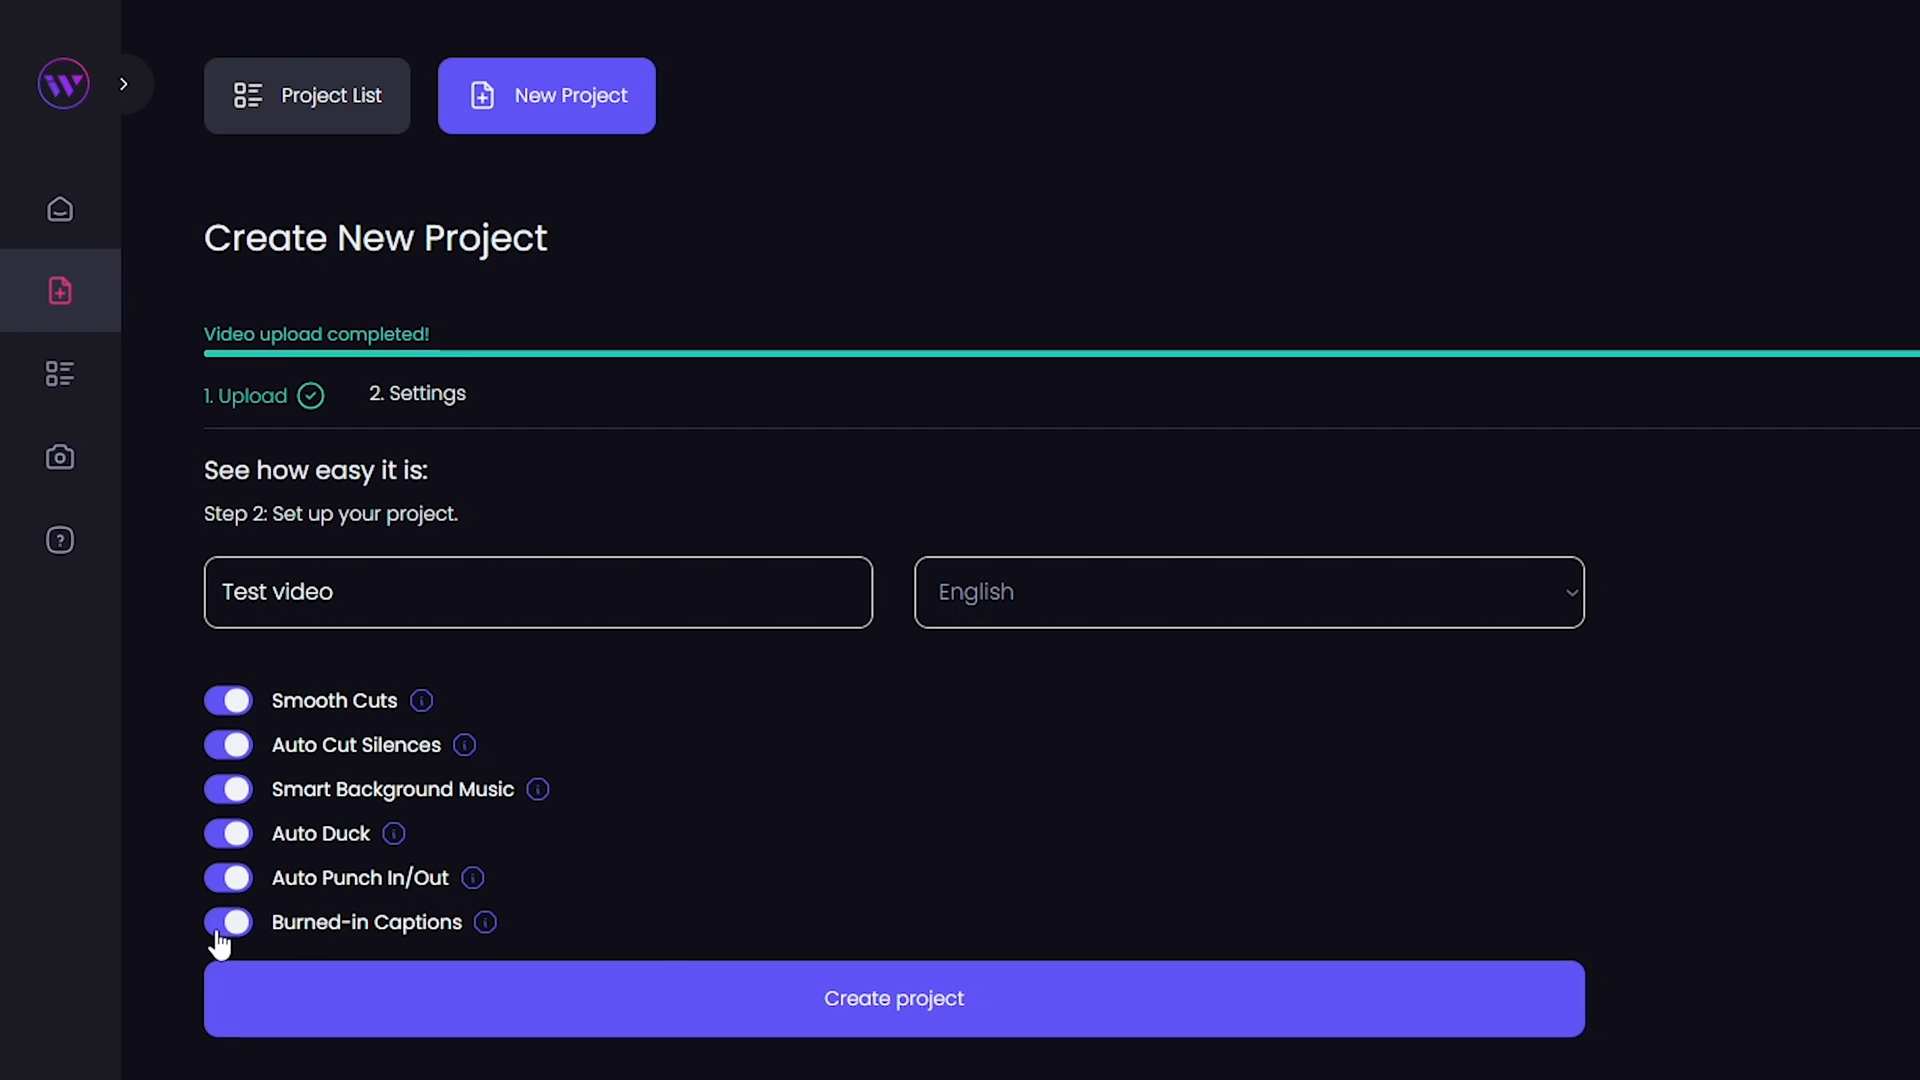 Project List
New Project
Create New Project
Video upload completed!
1. Upload
2. Settings
See how easy it is:
Step 2: Set up your project.
Test video
English
Smooth Cuts
Auto Cut Silences
Smart Background Music
Auto Duck
Auto Punch In/Out
Burned-in Captions
Create project